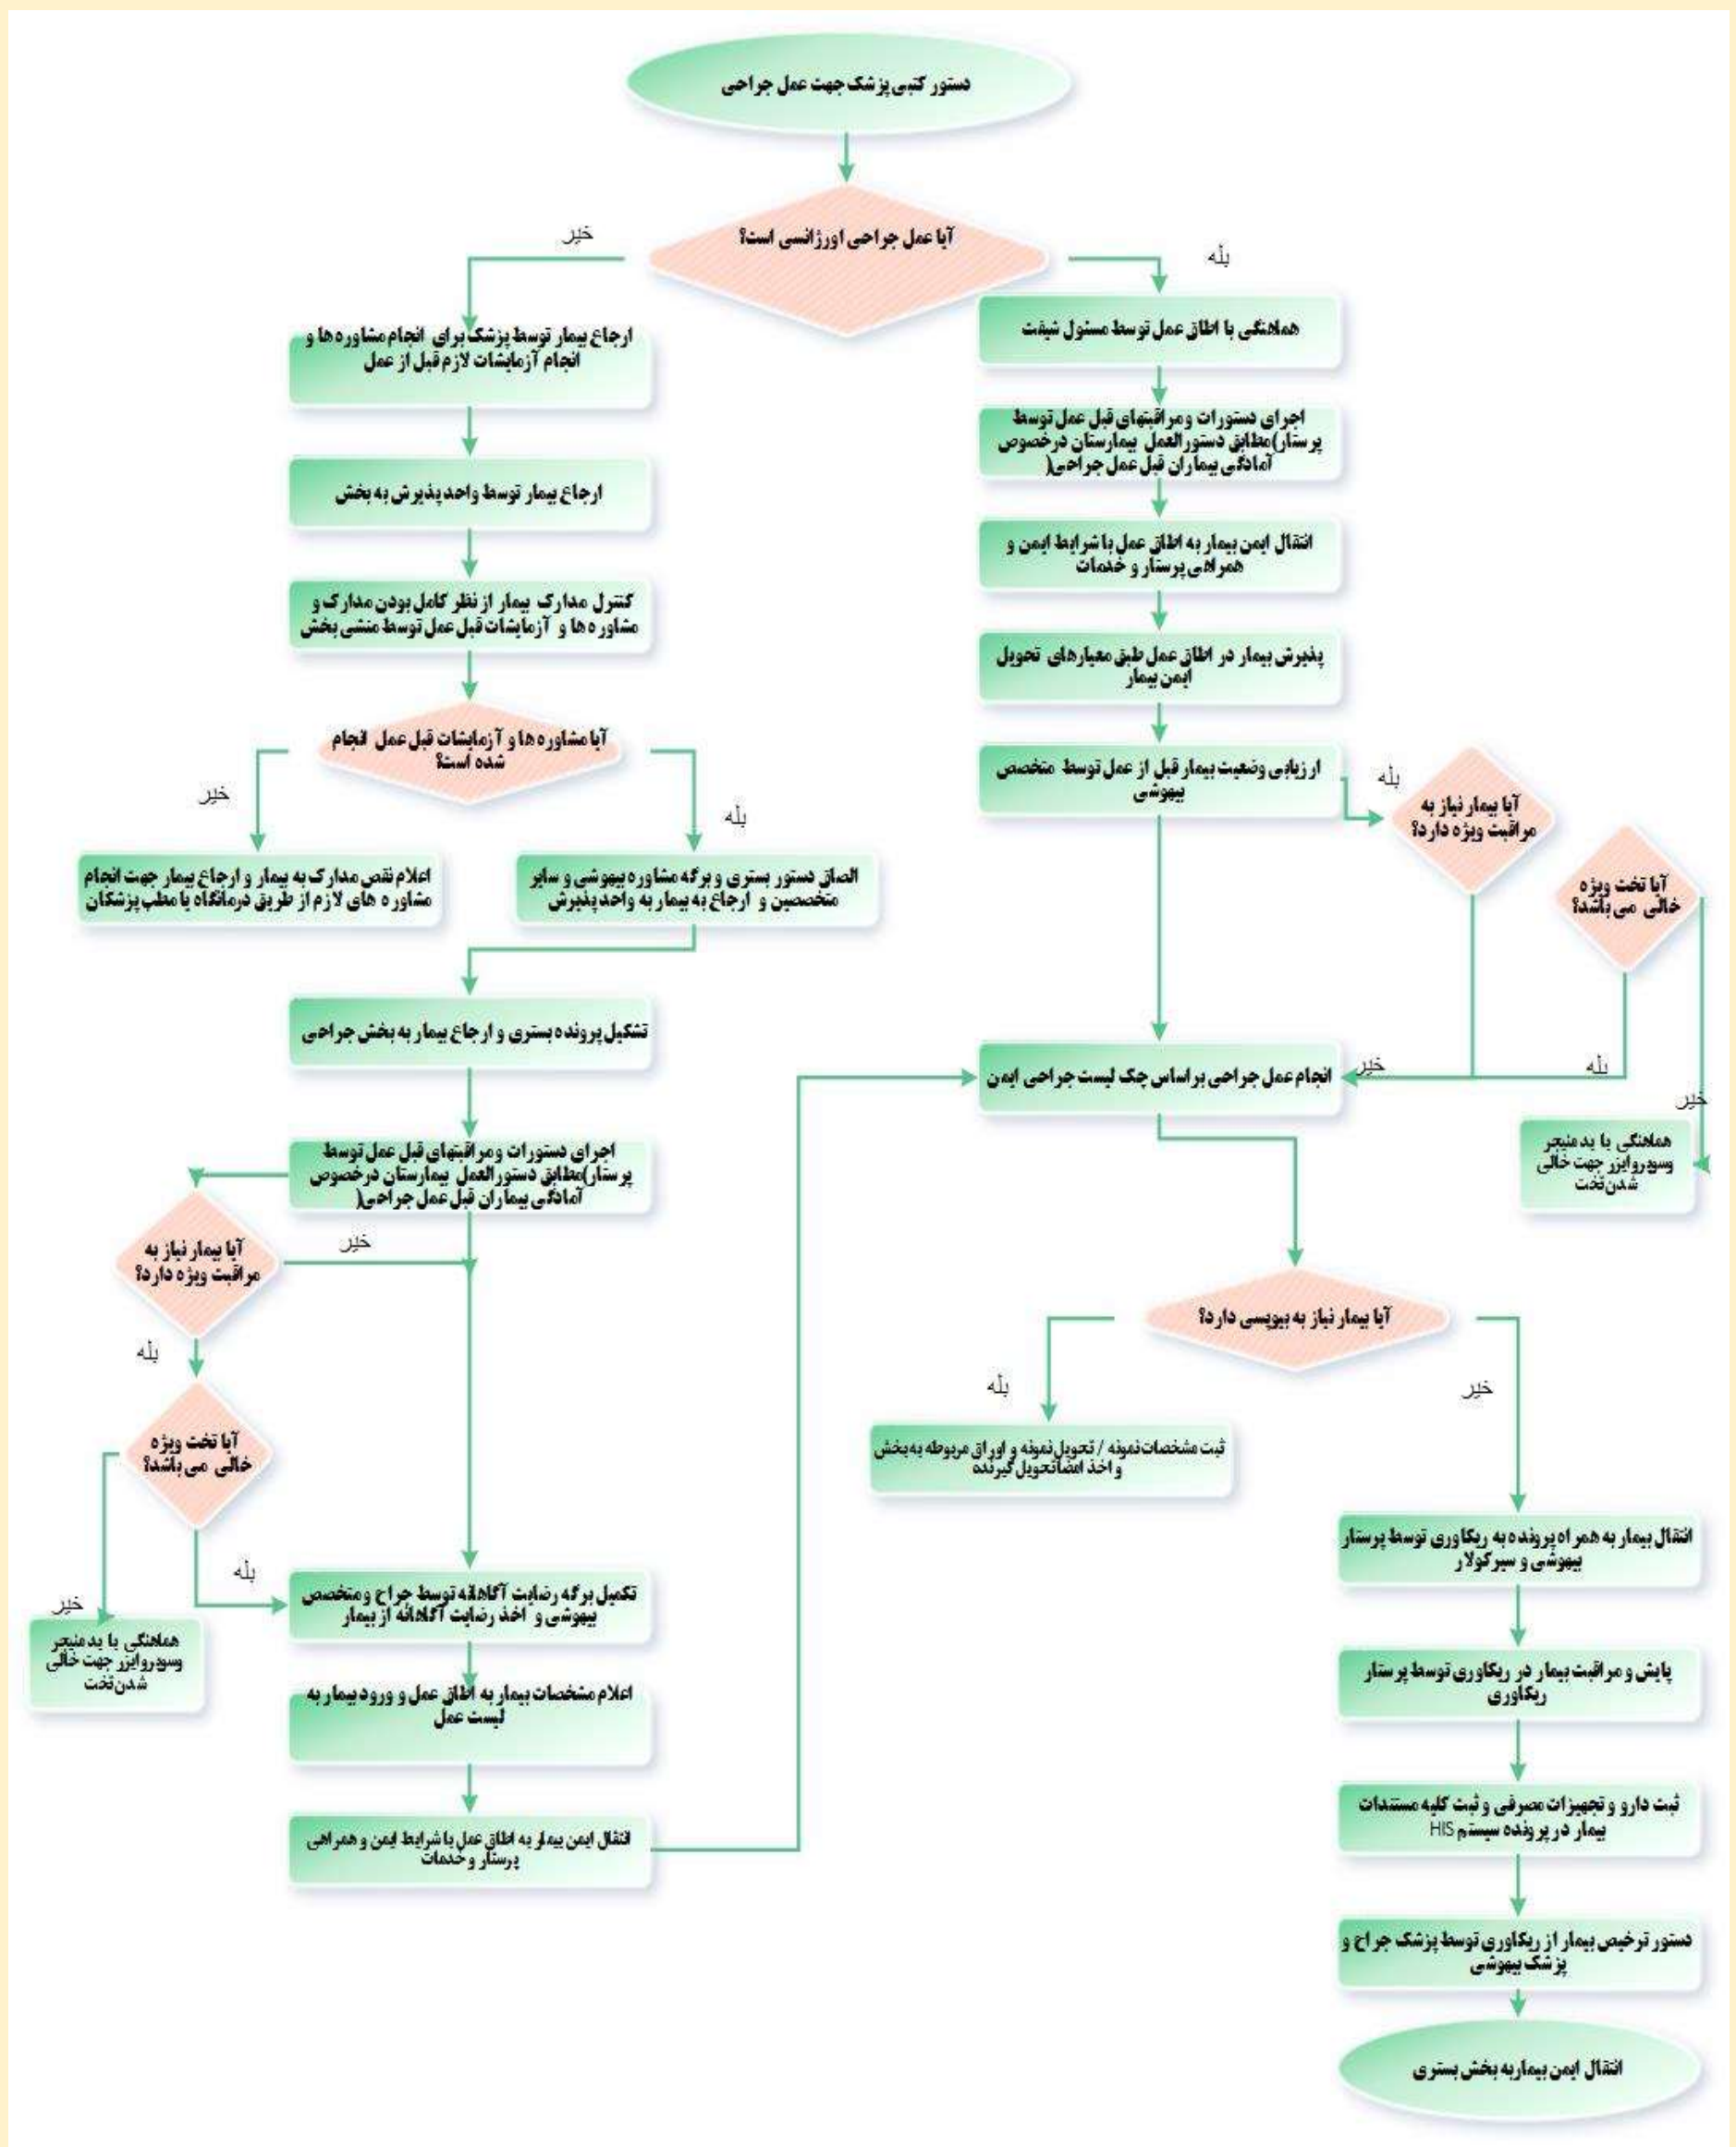 دستور کتبی پزشک جهت عمل جراحی
آیا عمل جراحی اورژانسی است؟
بله
هماهنگی با اطاق عمل توسط مسئول شیفت
اجرای دستورات ومراقبتهای قبل عمل توسط
پرستار)مطابق دستورالعمل بیمارستان درخصوص
آمادگی بیماران قبل عمل جراحی(
انتقال ایمن بیمار به اطاق عمل با شرایط ایمن و
همراهی پرستار و خدمات
پذیرش بیمار در اطاق عمل طبق معیارهای تحویل
ایمن بیمار
ارزیابی وضعیت بیمار قبل از عمل توسط متخصص
بیهوشی
بله
آیا بیمار نیاز به
مراقبت ویژه دارد؟
آیا تخت ویژه
خالی می باشد؟
خیر
بله
خیر
هماهنگی با بدمنیجر
وسوپروایزر جهت خالی
شدن تخت
انجام عمل جراحی براساس چک لیست جراحی ایمن
آیا بیمار نیاز به بیوپسی دارد؟
بله
ثبت مشخصات نمونه / تحویل نمونه و اوراق مربوطه به بخش
و اخذ امضاتحویل گیرنده
خیر
انتقال بیمار به همراه پرونده به ریکاوری توسط پرستار
بیهوشی و سیرکولار
پایش و مراقبت بیمار در ریکاوری توسط پرستار
ریکاوری
ثبت دارو و تجهیزات مصرفی و ثبت کلیه مستندات
بیمار در پرونده سیستم HIS
دستور ترخیص بیمار از ریکاوری توسط پزشک جراح و
پزشک بیهوشی
انتقال ایمن بیماربه بخش بستری
خیر
ارجاع بیمار توسط پزشک برای انجام مشاوره ها و
انجام آزمایشات لازم قبل از عمل
ارجاع بیمار توسط واحد پذیرش به بخش
کنترل مدارک بیمار از نظر کامل بودن مدارک و
مشاوره ها و آزمایشات قبل عمل توسط منشی بخش
آیا مشاوره ها و آزمایشات قبل عمل انجام
شده است؟
بله
الصاق دستور بستری و برگه مشاوره بیهوشی و سایر
متخصصین و ارجاع به بیمار به واحد پذیرش
خیر
اعلام نقص مدارک به بیمار و ارجاع بیمار جهت انجام
مشاوره های لازم از طریق درمانگاه یا مطب پزشکان
تشکیل پرونده بستری و ارجاع بیمار به بخش جراحی
اجرای دستورات ومراقبتهای قبل عمل توسط
پرستار)مطابق دستورالعمل بیمارستان درخصوص
آمادگی بیماران قبل عمل جراحی(
آیا بیمار نیاز به
مراقبت ویژه دارد؟
خیر
بله
آیا تخت ویژه
خالی می باشد؟
بله
خیر
هماهنگی با بدمنیجر
وسوپروایزر جهت خالی
شدن تخت
تکمیل برگه رضایت آگاهانه توسط جراح ومتخصص
بیهوشی و اخذ رضایت آگاهانه از بیمار
اعلام مشخصات بیمار به اطاق عمل و ورود بیمار به
لیست عمل
انتقال ایمن بیمار به اطاق عمل با شرایط ایمن و همراهی
پرستار و خدمات